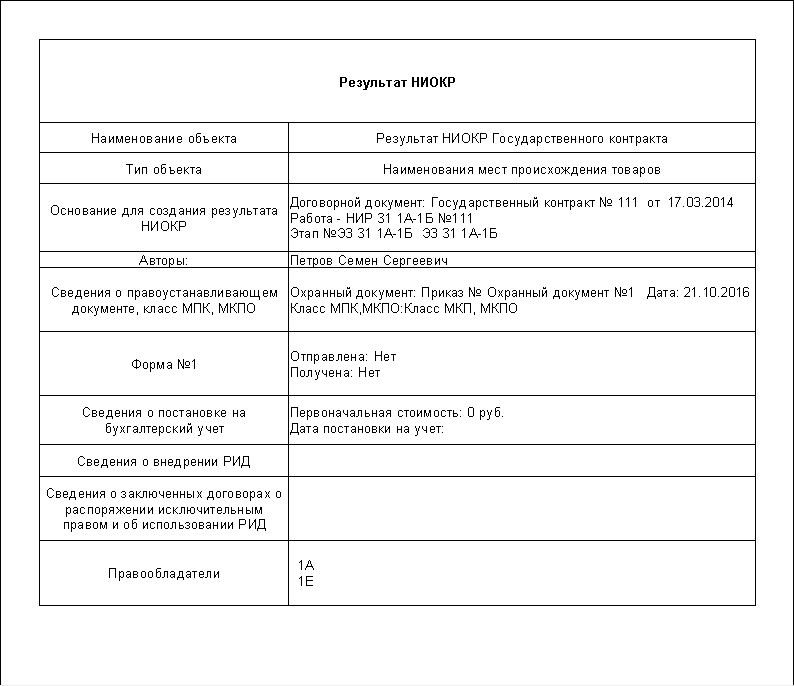 Результат НИОКР
Наименование объекта
Результат НИОКР Государственного контракта
Тип объекта
Наименования мест происхождения товаров
Основание для создания результата
НИОКР
Договорной документ: Государственный контракт № 111 от 17.03.2014
Работа - НИР 31 1А-1Б №111
Этап №ЭЗ 31 1А-1Б ЭЗ 31 1А-1Б
Авторы:
Петров Семен Сергеевич
Сведения о правоустанавливающем
документе, класс МПК, МКПО
Охранный документ: Приказ № Охранный документ №1 Дата: 21.10.2016
Класс МПК,МКПО:Класс МКП, МКПО
Форма №1
Отправлена: Нет
Получена: Нет
Сведения о постановке на
бухгалтерский учет
Первоначальная стоимость: 0 руб.
Дата постановки на учет:
Сведения о внедрении РИД
Сведения о заключенных договорах о
распоряжении исключительным
правом и об использовании РИД
Правообладатели
1А
1Е